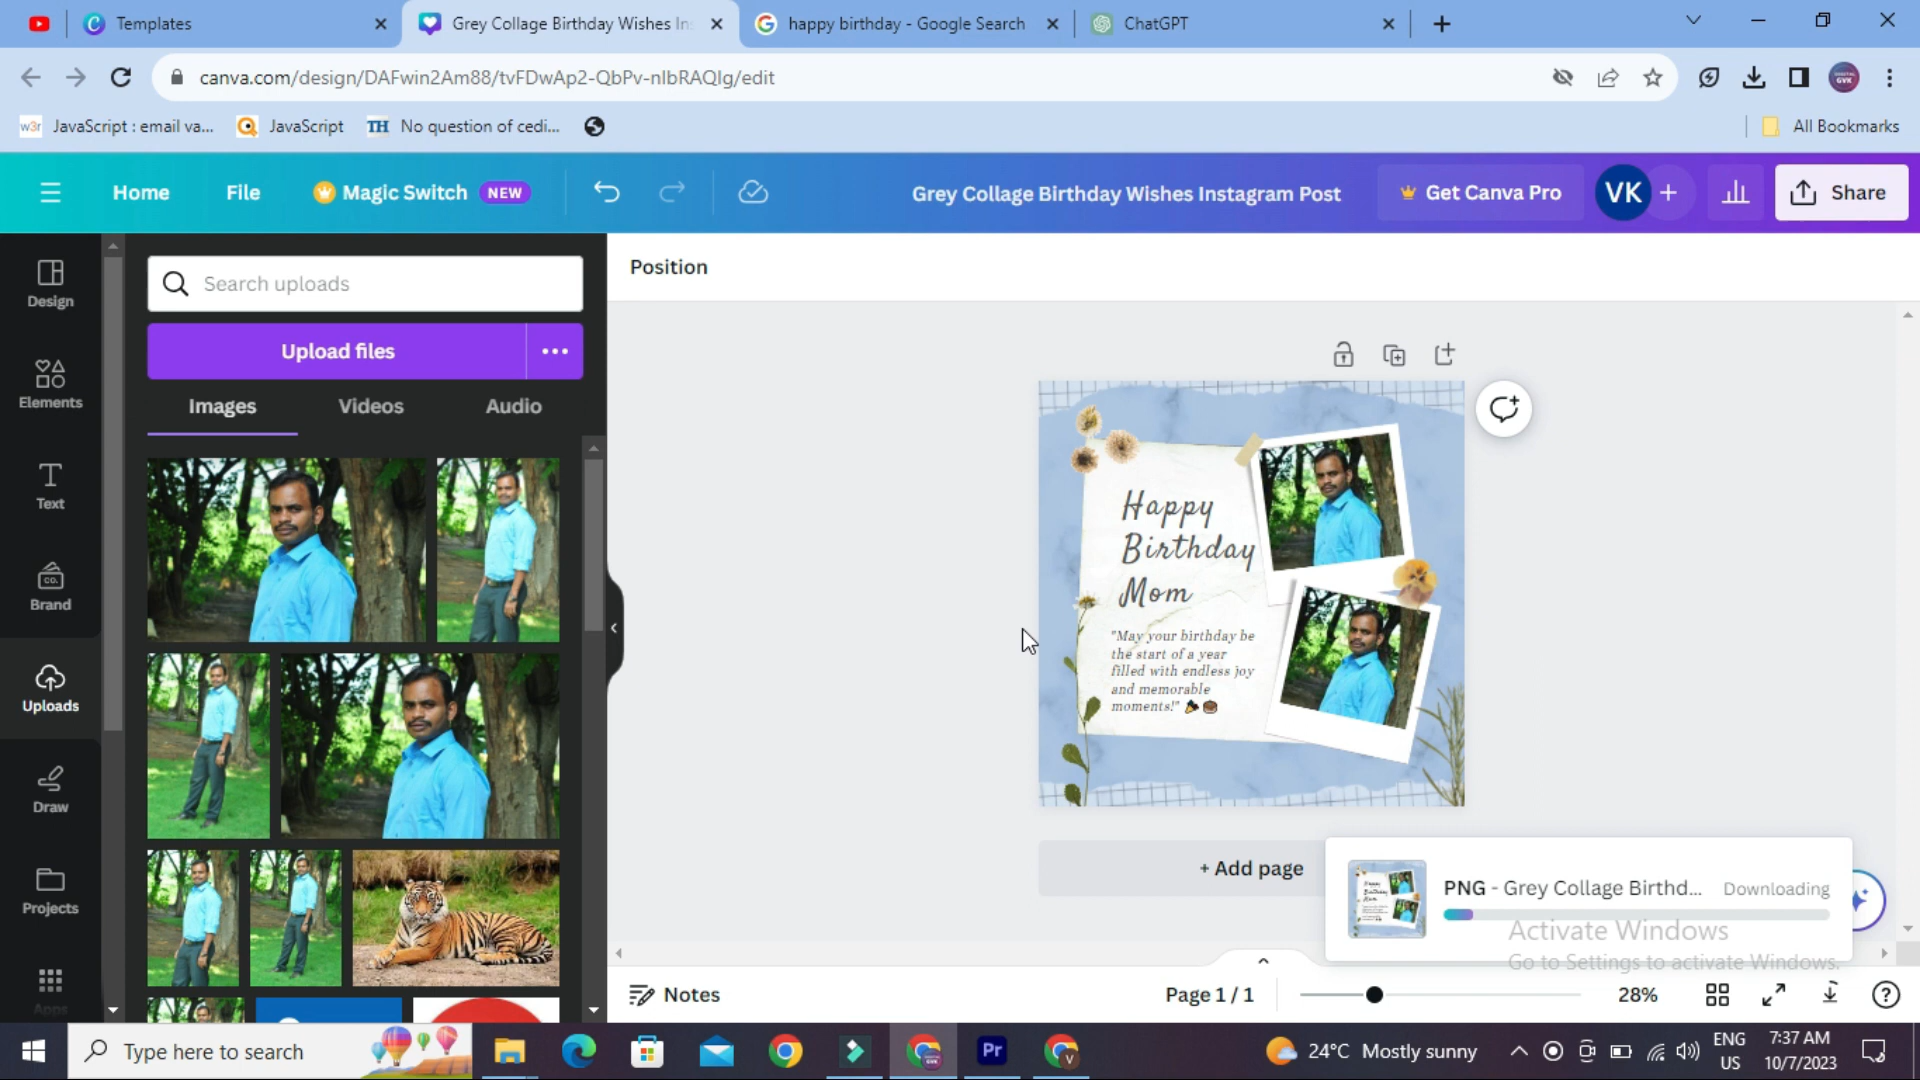 Templates
Grey Collage Birthday Wishes In
happy birthday - Google Search
ChatGPT
canva.com/design/DAFwin2Am88/tvFDwAp2-QbPv-nlbRAQIg/edit
w3r JavaScript : email va...
JavaScript
TH No question of cedi...
All Bookmarks
Home
File
Magic Switch NEW
Grey Collage Birthday Wishes Instagram Post
Get Canva Pro
VK
Share
Design
Elements
Text
Brand
CO.
Uploads
Draw
Projects
Apps
Search uploads
Upload files
Images
Videos
Audio
Position
Happy
Birthday
Mom
"May your birthday be
the start of a year
filled with endless joy
and memorable
moments!" 🎉 🎂
+ Add page
PNG - Grey Collage Birthd... Downloading
Activate Windows
Go to Settings to activate Windows.
Notes
Page 1 / 1
28%
Type here to search
Pr
V
24°C Mostly sunny
ENG
US
7:37 AM
10/7/2023